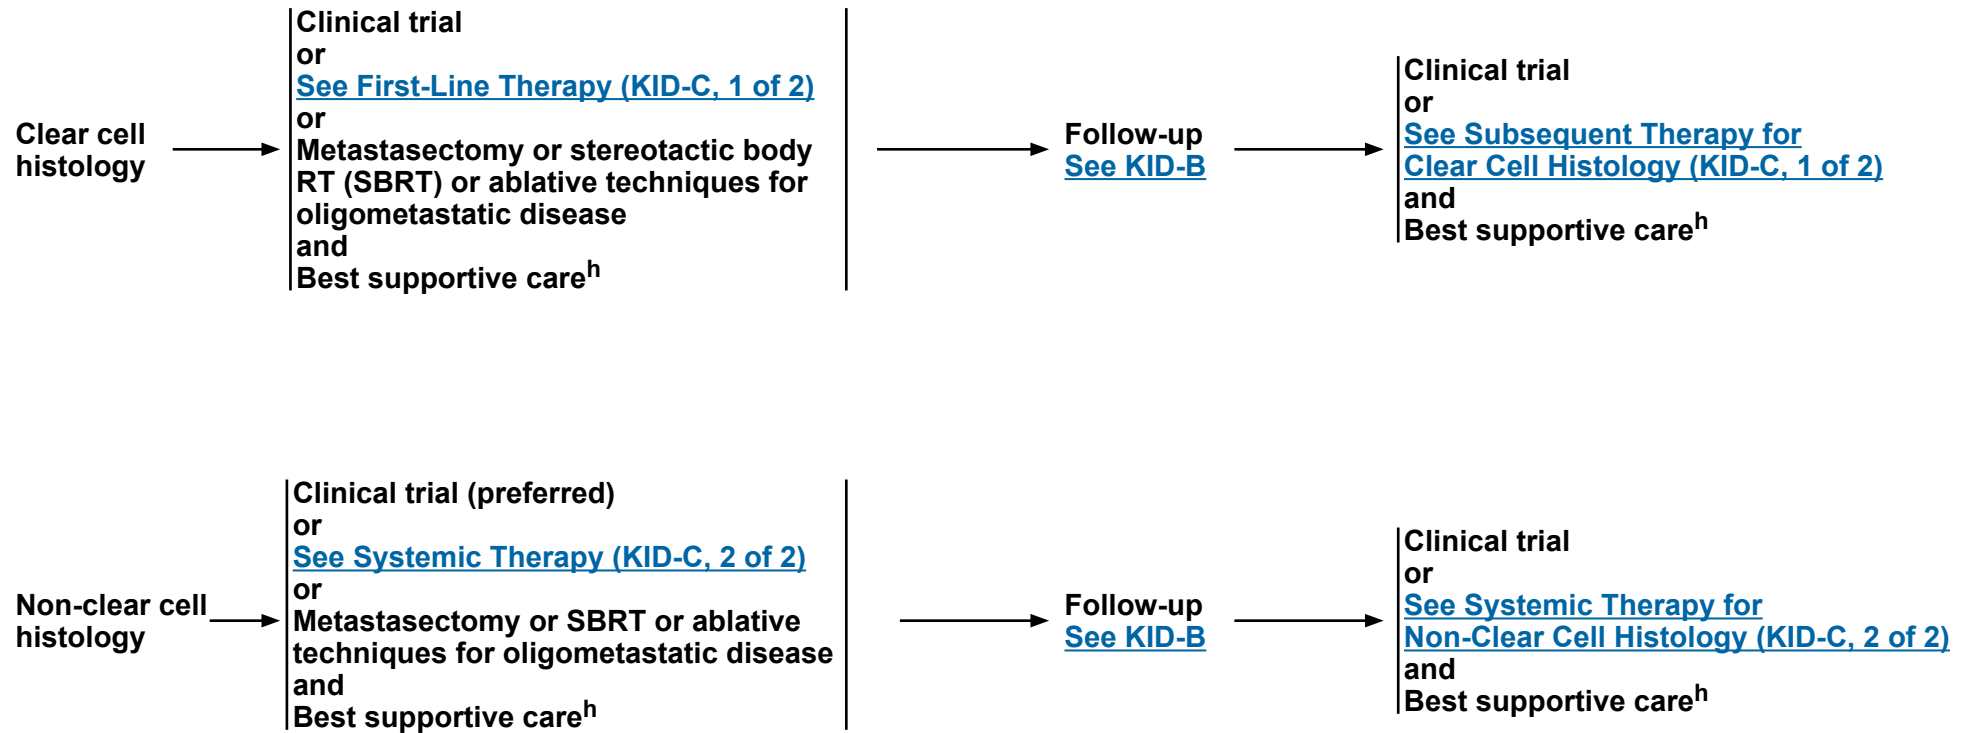 Clear cell
histology
Clinical trial
or
See First-Line Therapy (KID-C, 1 of 2)
or
Metastasectomy or stereotactic body
RT (SBRT) or ablative techniques for
oligometastatic disease
and
Best supportive careh
Follow-up
See KID-B
Clinical trial
or
See Subsequent Therapy for
Clear Cell Histology (KID-C, 1 of 2)
and
Best supportive careh
Non-clear cell
histology
Clinical trial (preferred)
or
See Systemic Therapy (KID-C, 2 of 2)
or
Metastasectomy or SBRT or ablative
techniques for oligometastatic disease
and
Best supportive careh
Follow-up
See KID-B
Clinical trial
or
See Systemic Therapy for
Non-Clear Cell Histology (KID-C, 2 of 2)
and
Best supportive careh